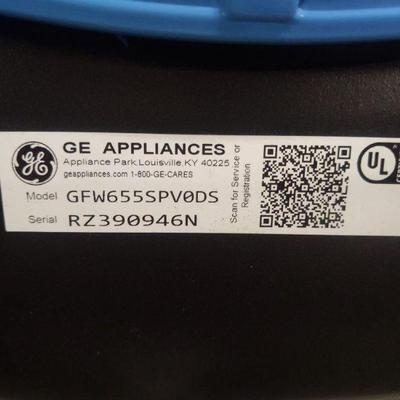 GE
GE APPLIANCES
Appliance Park, Louisville, KY 40225
geappliances.com 1-800-GE-CARES
Model GFW655SPV0DS
Serial RZ390946N
Scan for Service or
Registration
UL